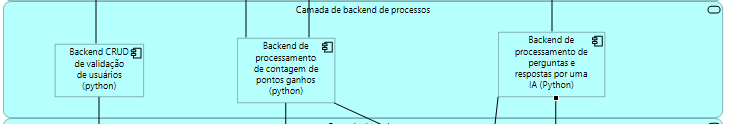 Camada de backend de processos
Backend CRUD
de validação
de usuários
(python)
Backend de
processamento
de contagem de
pontos ganhos
(python)
Backend de
processamento de
perguntas e
respostas por uma
IA (Python)